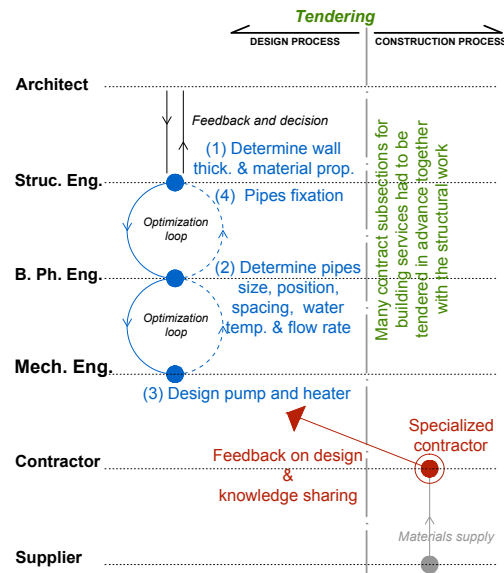 Tendering
DESIGN PROCESS
CONSTRUCTION PROCESS
Architect
Feedback and decision
(1) Determine wall
thick. & material prop.
Struc. Eng.
(4) Pipes fixation
Optimization
loop
B. Ph. Eng.
(2) Determine pipes
size, position,
spacing, water
temp. & flow rate
Optimization
loop
Many contract subsections for
building services had to be
tendered in advance together
with the structural work
Mech. Eng.
(3) Design pump and heater
Specialized
contractor
Contractor
Feedback on design
&
knowledge sharing
Materials supply
Supplier